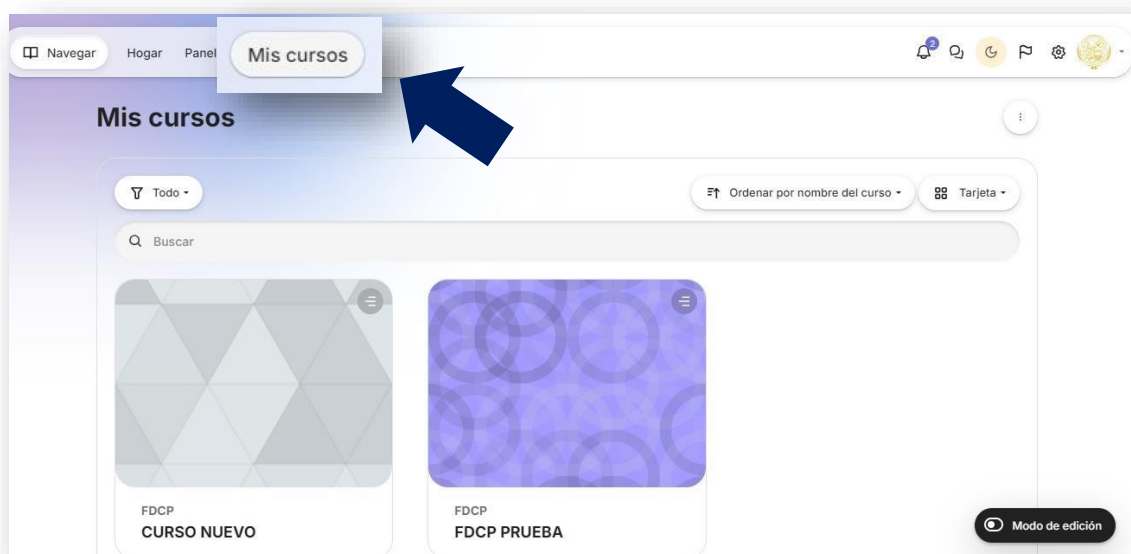 Navegar Hogar Panel Mis cursos 2
Mis cursos
Todo Ordenar por nombre del curso Tarjeta
Buscar
FDCP FDCP
CURSO NUEVO FDCP PRUEBA
Modo de edición